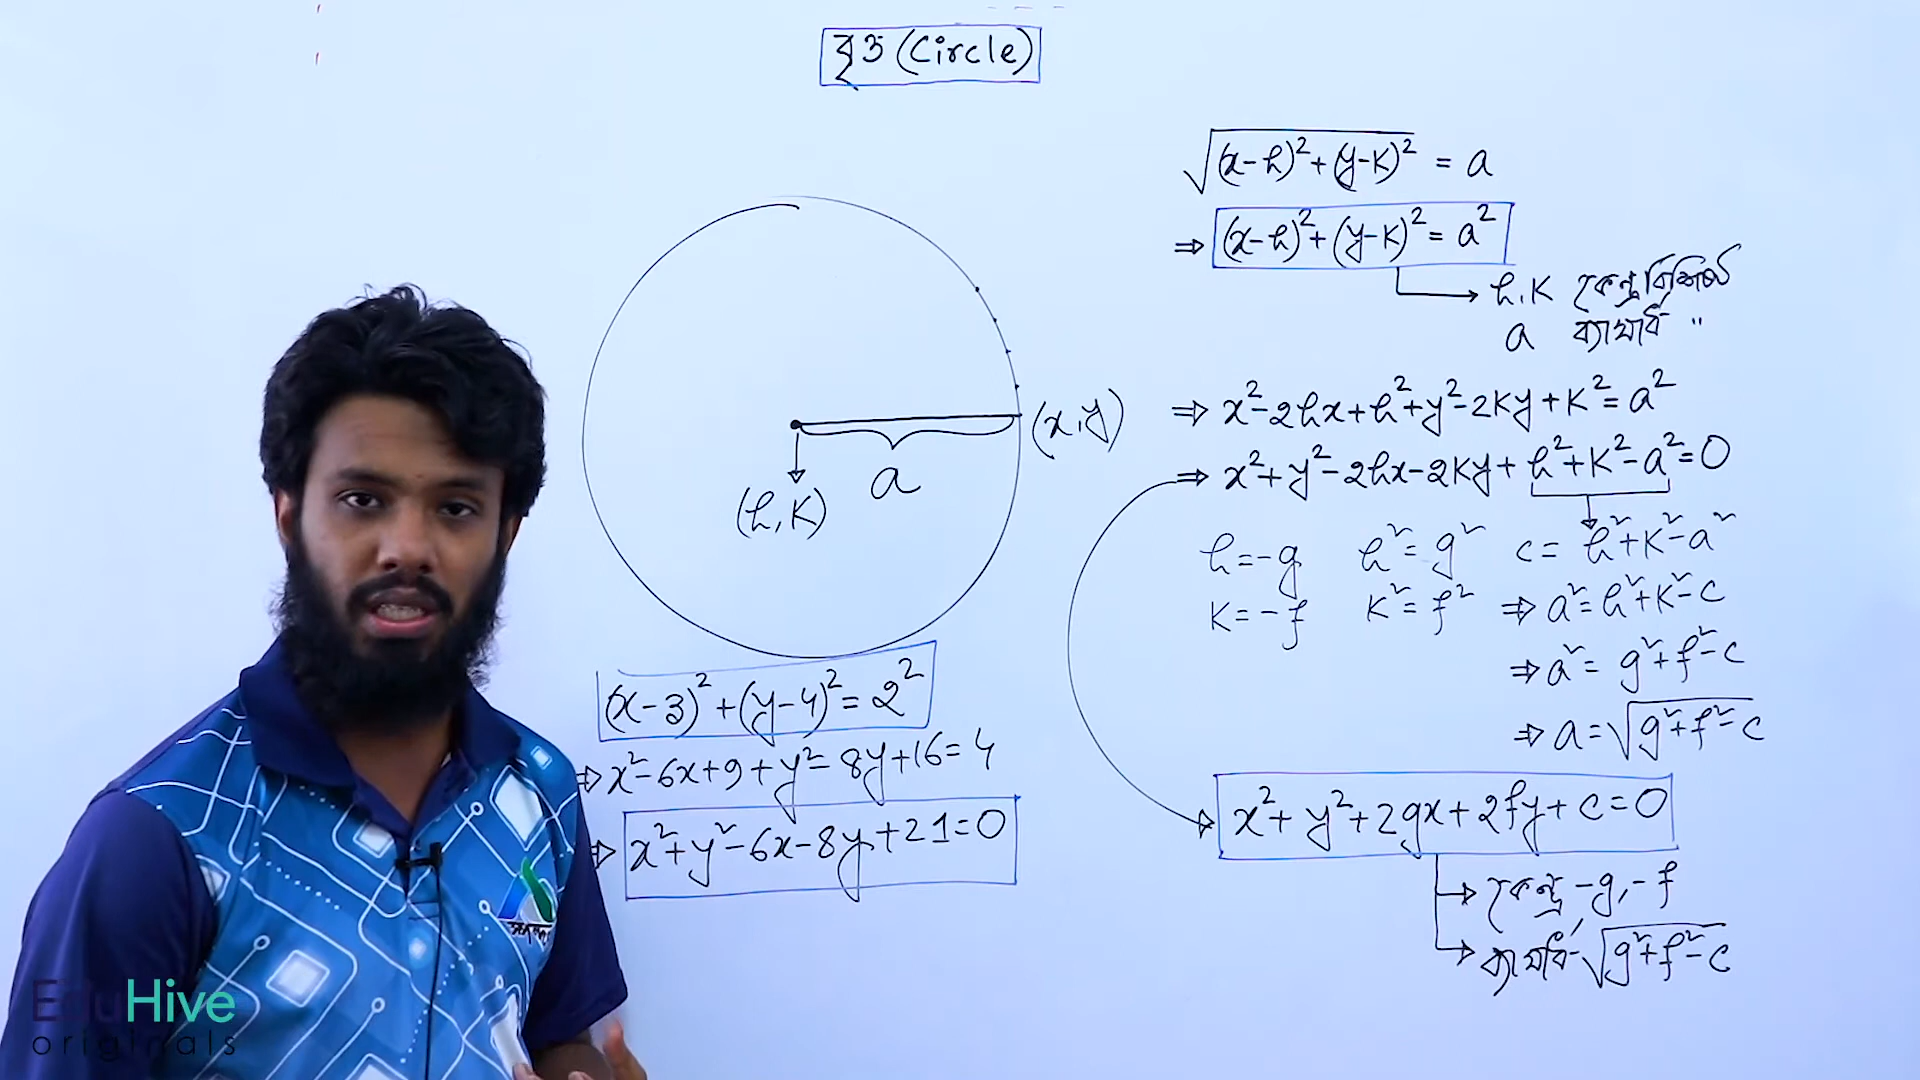 বৃত্ত (Circle)
√(x-h)²+(y-K)² = a
⇒ (x-h)²+(y-K)² = a²
h,K কেন্দ্রবিশিষ্ট
a ব্যাসার্ধ "
⇒ x²-2hx+h²+y²-2Ky+K²=a²
⇒ x²+y²-2hx-2Ky+h²+K²-a²=0
h=-g h²=g² c= h²+K²-a²
K=-f K²=f² ⇒ a²=h²+K²-c
⇒ a²= g²+f²-c
⇒ a=√g²+f²-c
x²+y²+2gx+2fy+c=0
→ কেন্দ্র -g,-f
→ ব্যাসার্ধ √g²+f²-c
(x,y)
a
(h,K)
(x-3)²+(y-4)²=2²
⇒ x²-6x+9+y²-8y+16=4
⇒ x²+y²-6x-8y+21=0
EduHive
originals